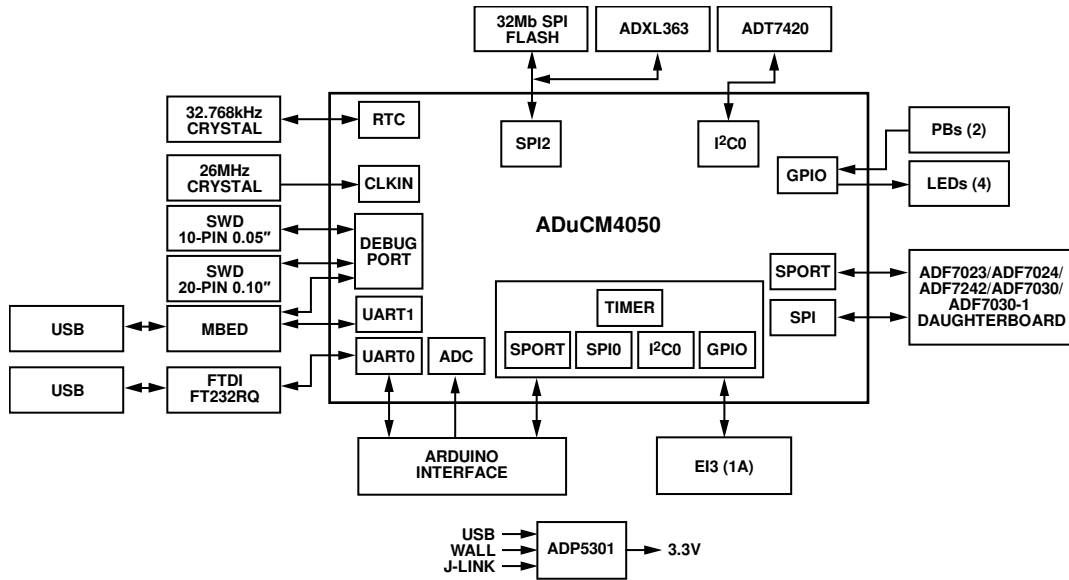 32Mb SPI
FLASH
ADXL363
ADT7420
32.768kHz
CRYSTAL
RTC
SPI2
I²C0
PBs (2)
26MHz
CRYSTAL
CLKIN
GPIO
LEDs (4)
SWD
10-PIN 0.05″
DEBUG
PORT
ADuCM4050
SWD
20-PIN 0.10″
SPORT
ADF7023/ADF7024/
ADF7242/ADF7030/
ADF7030-1
DAUGHTERBOARD
USB
MBED
UART1
TIMER
SPI
USB
FTDI
FT232RQ
UART0
ADC
SPORT
SPI0
I²C0
GPIO
ARDUINO
INTERFACE
EI3 (1A)
USB
WALL
J-LINK
ADP5301
3.3V